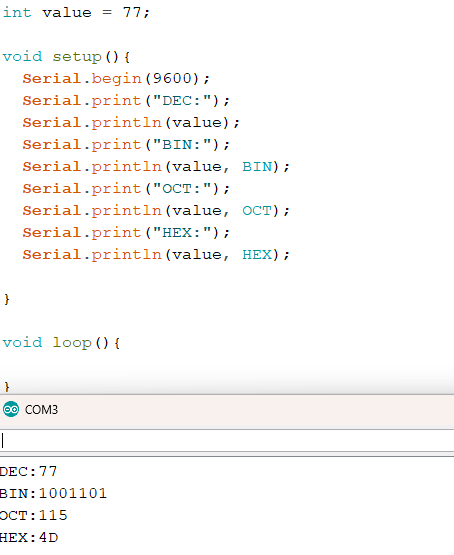 int value = 77;
void setup(){
Serial.begin(9600);
Serial.print("DEC:");
Serial.println(value);
Serial.print("BIN:");
Serial.println(value, BIN);
Serial.print("OCT:");
Serial.println(value, OCT);
Serial.print("HEX:");
Serial.println(value, HEX);
}
void loop(){
}
COM3
DEC:77
BIN:1001101
OCT:115
HEX:4D